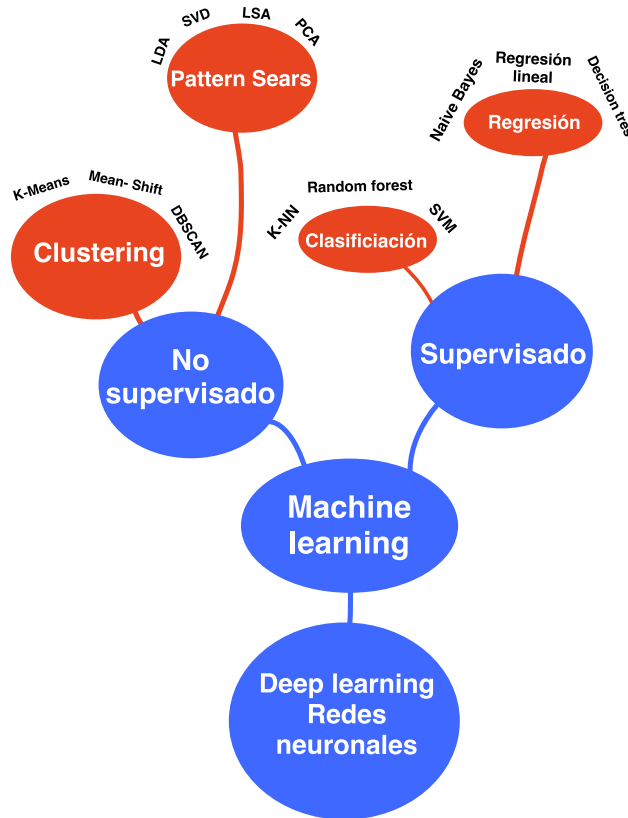 LDA
SVD
LSA
PCA
Pattern Sears
Naive Bayes
Regresión
lineal
Decision tres
Regresión
K-Means
Mean- Shift
DBSCAN
Clustering
K-NN
Random forest
SVM
Clasificiación
No
supervisado
Supervisado
Machine
learning
Deep learning
Redes
neuronales